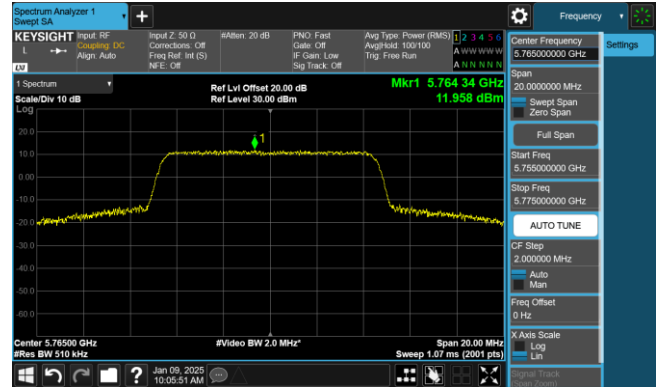 Spectrum Analyzer 1
Swept SA
Frequency
KEYSIGHT
L
LXI
Input: RF
Coupling: DC
Align: Auto
Input Z: 50 Ω
Corrections: Off
Freq Ref: Int (S)
NFE: Off
#Atten: 20 dB
PNO: Fast
Gate: Off
IF Gain: Low
Sig Track: Off
Avg Type: Power (RMS)
Avg|Hold: 100/100
Trig: Free Run
1 2 3 4 5 6
A W W W W W
A N N N N N
1 Spectrum
Scale/Div 10 dB
Log
Ref Lvl Offset 20.00 dB
Ref Level 30.00 dBm
Mkr1 5.764 34 GHz
11.958 dBm
1
20.0
10.0
0.00
-10.0
-20.0
-30.0
-40.0
-50.0
-60.0
Center 5.76500 GHz
#Res BW 510 kHz
#Video BW 2.0 MHz*
Span 20.00 MHz
Sweep 1.07 ms (2001 pts)
Jan 09, 2025
10:05:51 AM
Center Frequency
5.765000000 GHz
Settings
Span
20.0000000 MHz
Swept Span
Zero Span
Full Span
Start Freq
5.755000000 GHz
Stop Freq
5.775000000 GHz
AUTO TUNE
CF Step
2.000000 MHz
Auto
Man
Freq Offset
0 Hz
X Axis Scale
Log
Lin
Signal Track
(Span Zoom)